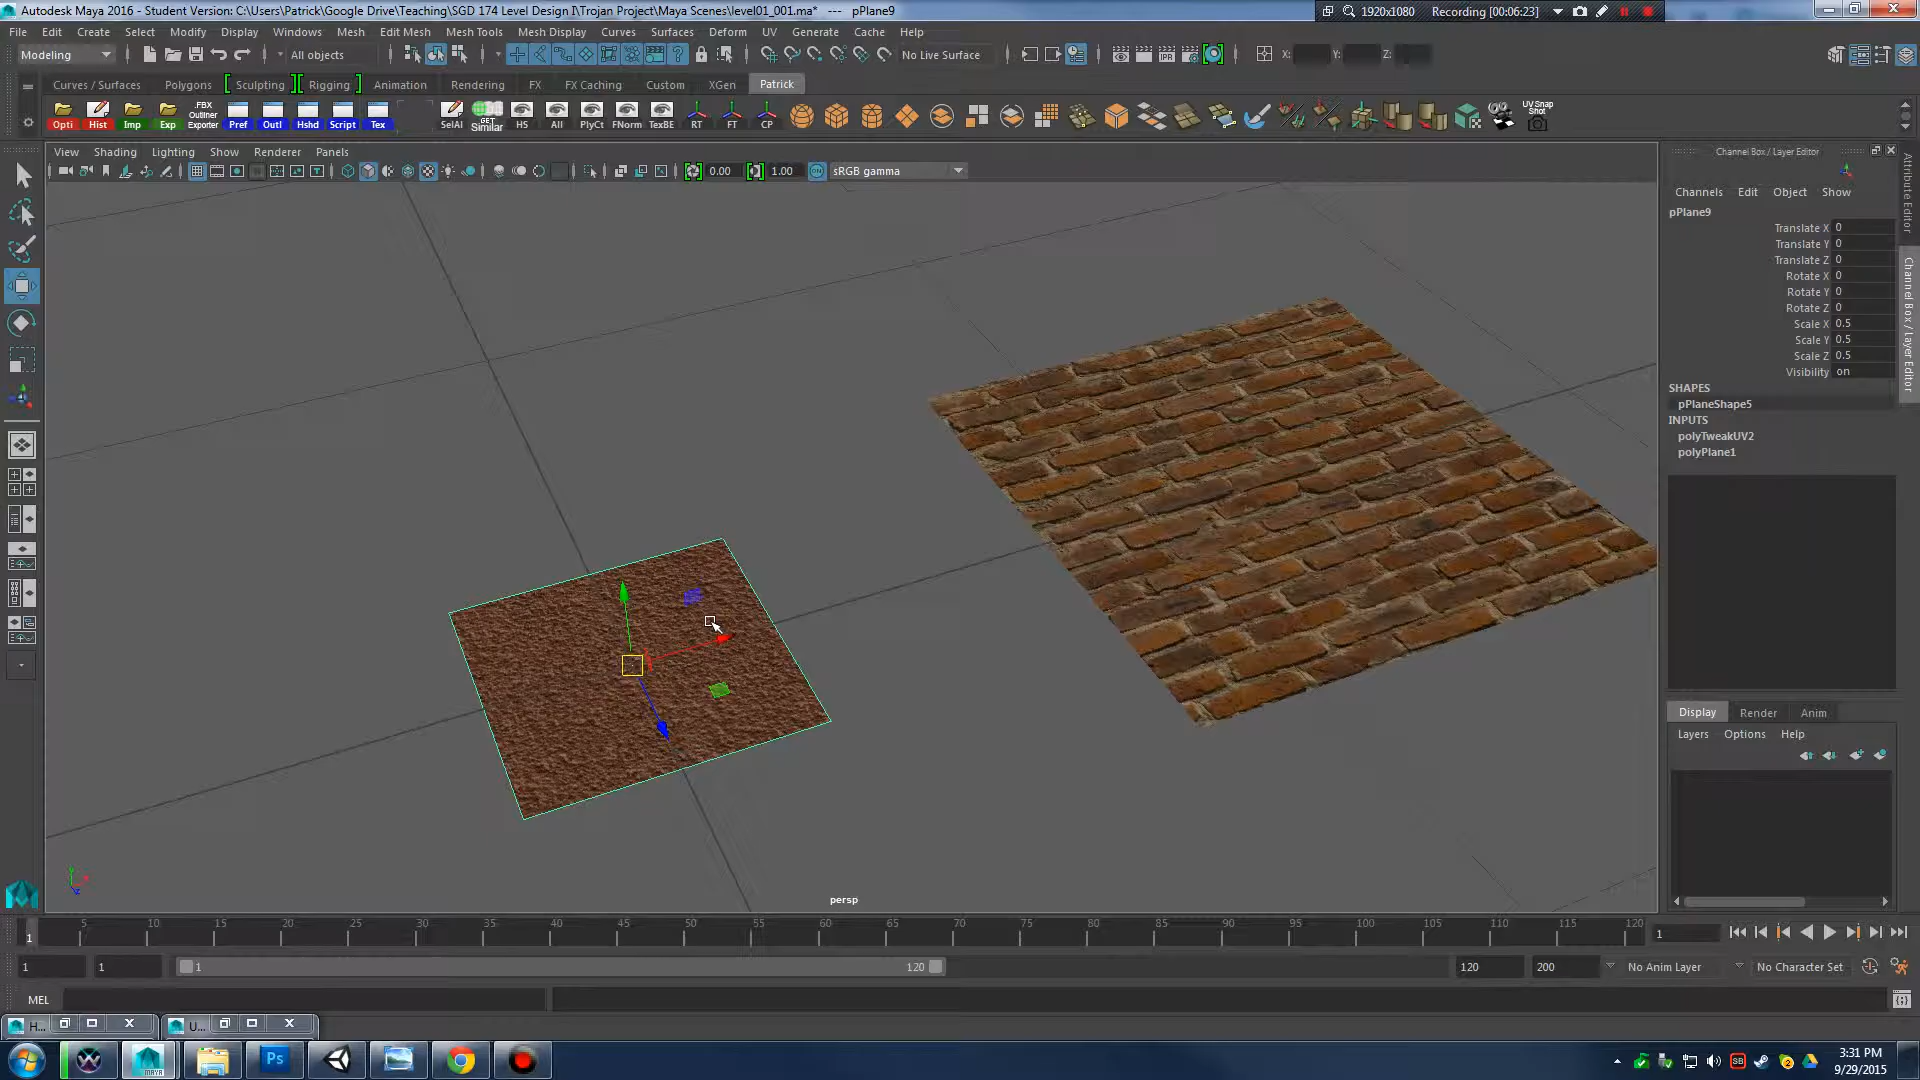 Autodesk Maya 2016 - Student Version: C:\Users\Patrick\Google Drive\Teaching\SGD 174 Level Design I\Trojan Project\Maya Scenes\level01_001.ma* --- pPlane9
1920x1080 Recording [00:06:23]
File Edit Create Select Modify Display Windows Mesh Edit Mesh Mesh Tools Mesh Display Curves Surfaces Deform UV Generate Cache Help
Modeling All objects No Live Surface X: Y: Z:
Curves / Surfaces Polygons Sculpting Rigging Animation Rendering FX FX Caching Custom XGen Patrick
.FBX Outliner Exporter GET UV Snap Shot
Opti Hist Imp Exp Pref Outl Hshd Script Tex SelAl Similar HS All PlyCt FNorm TexBE RT FT CP
View Shading Lighting Show Renderer Panels
0.00 1.00 sRGB gamma
Channel Box / Layer Editor
Channels Edit Object Show
pPlane9
Translate X 0
Translate Y 0
Translate Z 0
Rotate X 0
Rotate Y 0
Rotate Z 0
Scale X 0.5
Scale Y 0.5
Scale Z 0.5
Visibility on
SHAPES
pPlaneShape5
INPUTS
polyTweakUV2
polyPlane1
Attribute Editor
Channel Box / Layer Editor
Display Render Anim
Layers Options Help
persp
5 10 15 20 25 30 35 40 45 50 55 60 65 70 75 80 85 90 95 100 105 110 115 120
1 1
1 1 1 120 120 200 No Anim Layer No Character Set
MEL
H... U...
MAYA Ps SB
3:31 PM
9/29/2015